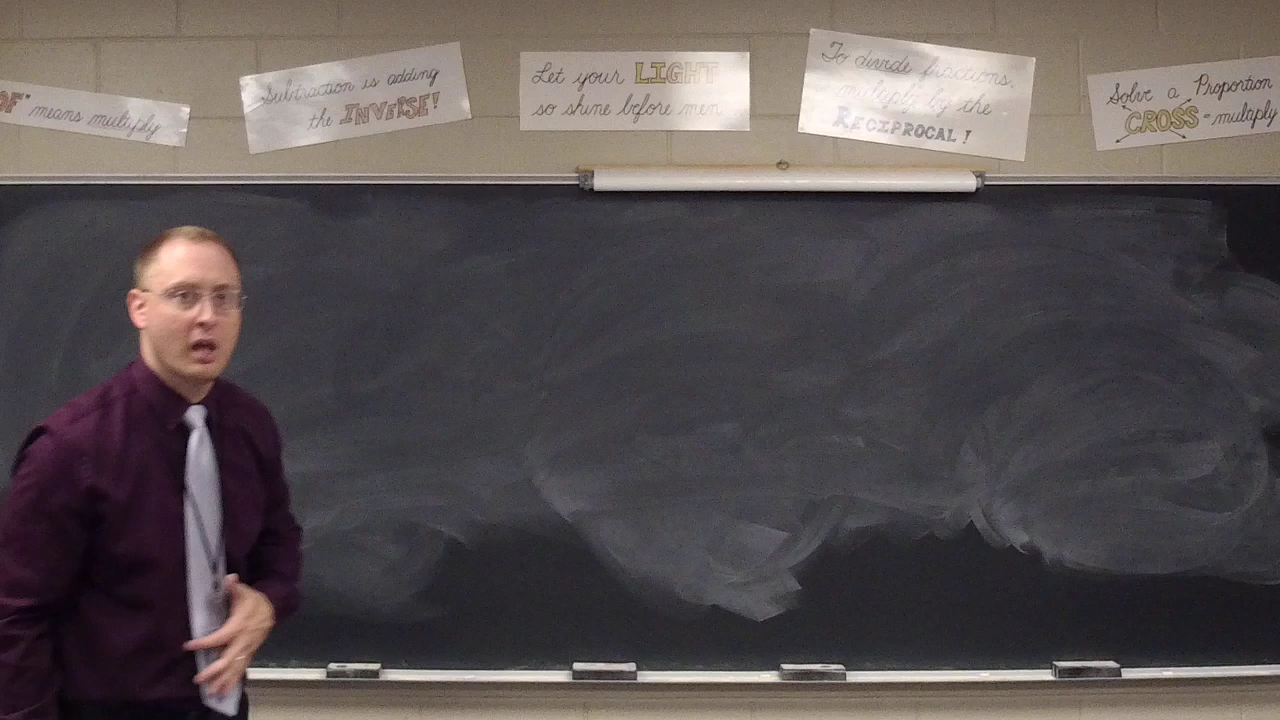 OF" means multiply
Subtraction is adding
the INVERSE!
Let your LIGHT
so shine before men
To divide fractions,
multiply by the
RECIPROCAL!
Solve a Proportion
CROSS-multiply